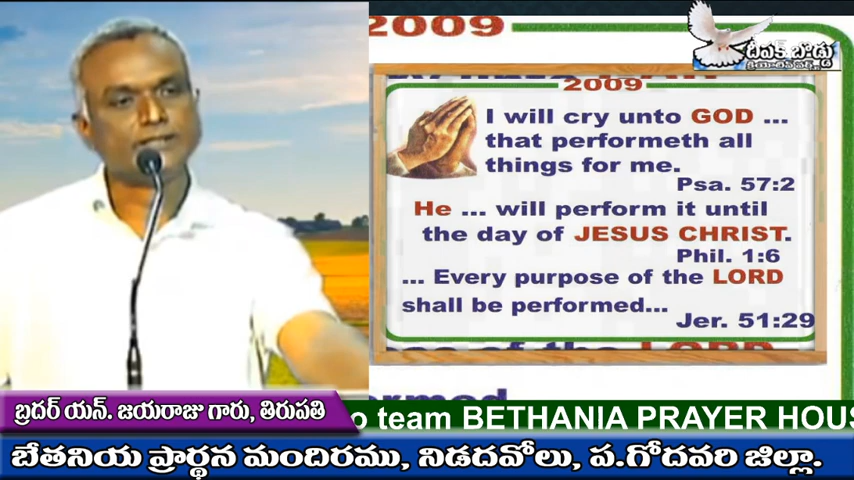 2009
దీపక్ బొడ్డు
క్రియేటివ్ వర్క్స్
2009
I will cry unto GOD ...
that performeth all
things for me.
Psa. 57:2
He ... will perform it until
the day of JESUS CHRIST.
Phil. 1:6
... Every purpose of the LORD
shall be performed...
Jer. 51:29
బ్రదర్ యన్. జయరాజు గారు, తిరుపతి
o team BETHANIA PRAYER HOUS
బేతనియ ప్రార్థన మందిరము, నిడదవోలు, ప.గోదవరి జిల్లా.